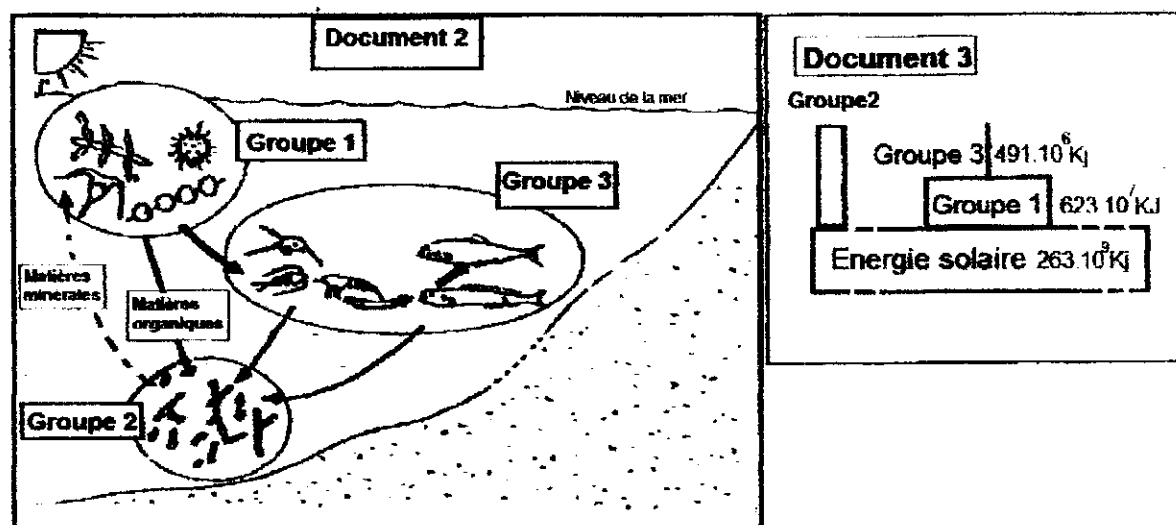 Document 2
Niveau de la mer
Groupe 1
Groupe 3
Matières
minerales
Matières
organiques
Groupe 2
Document 3
Groupe2
Groupe 3 491.10⁶Kj
Groupe 1 623 10⁷KJ
Energie solaire 263.10⁹Kj